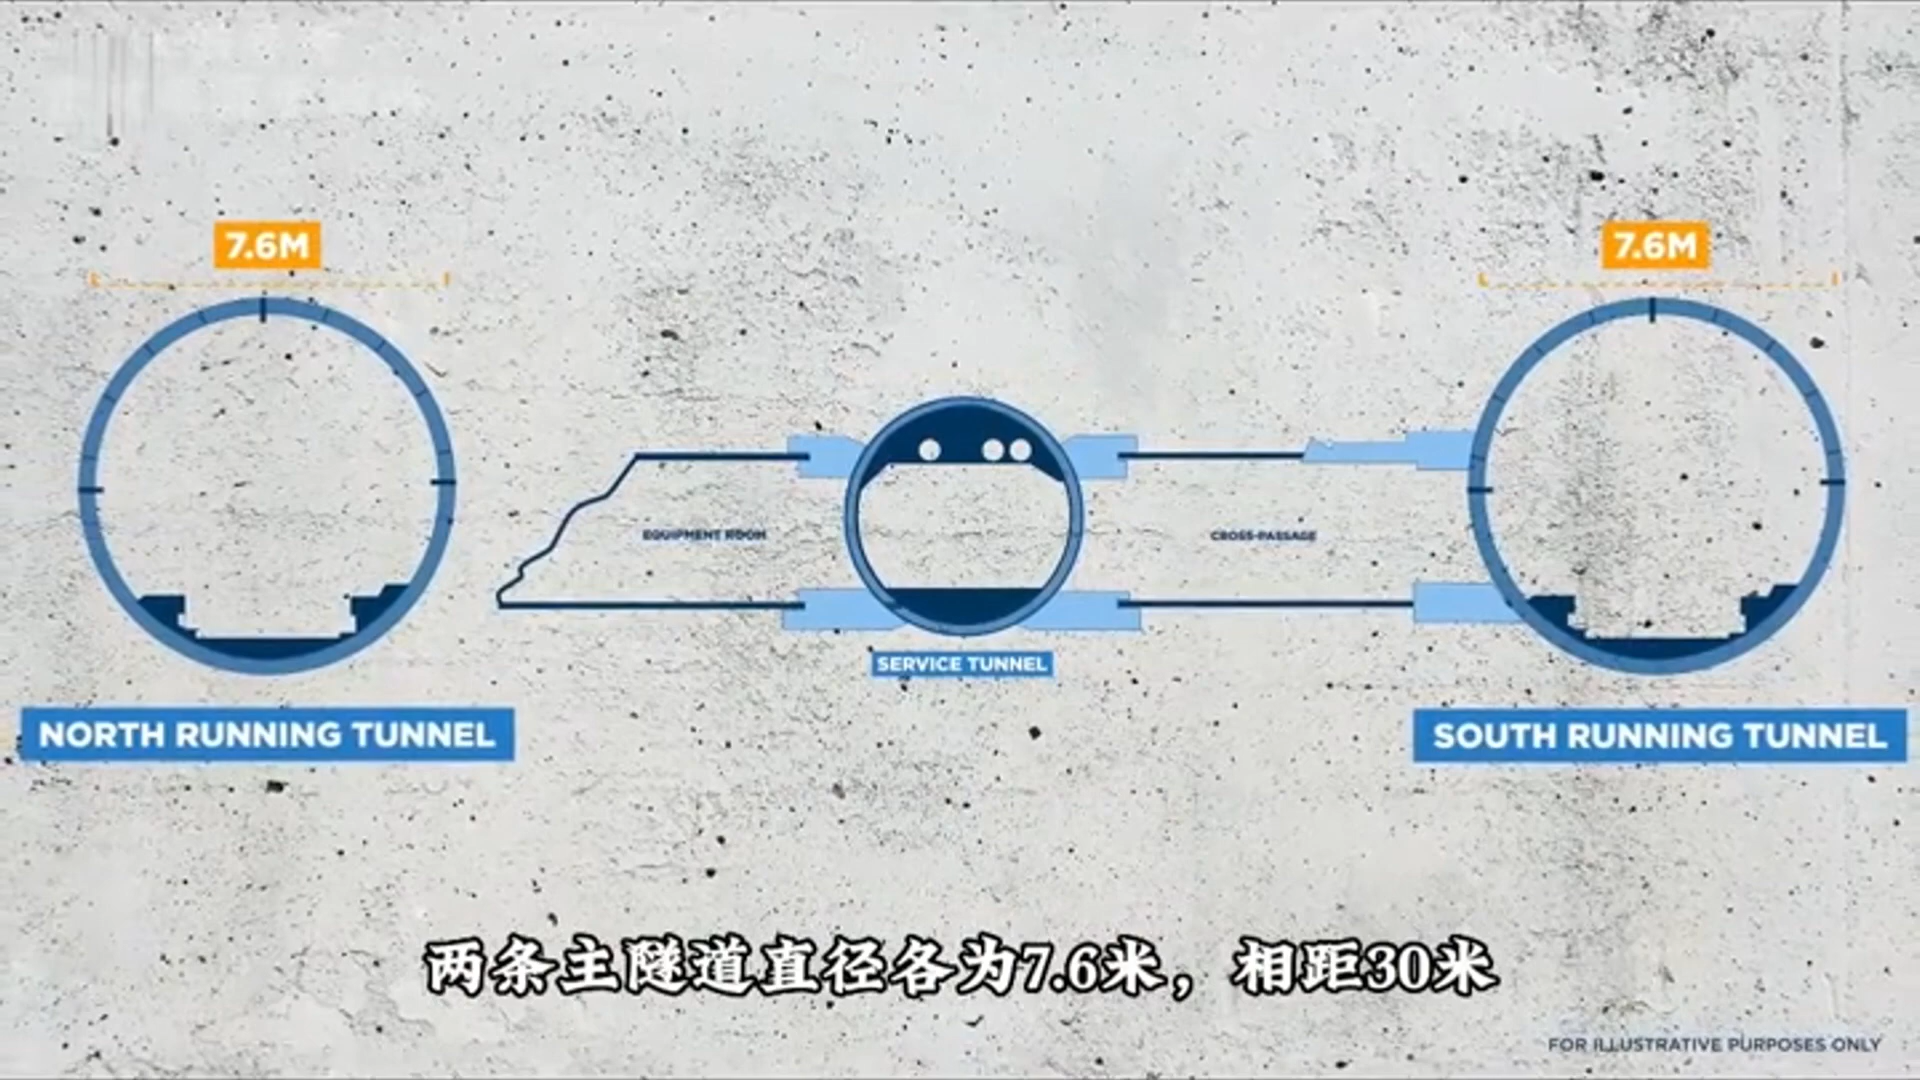 7.6M
7.6M
EQUIPMENT ROOM
CROSS-PASSAGE
SERVICE TUNNEL
NORTH RUNNING TUNNEL
SOUTH RUNNING TUNNEL
两条主隧道直径各为7.6米，相距30米
FOR ILLUSTRATIVE PURPOSES ONLY